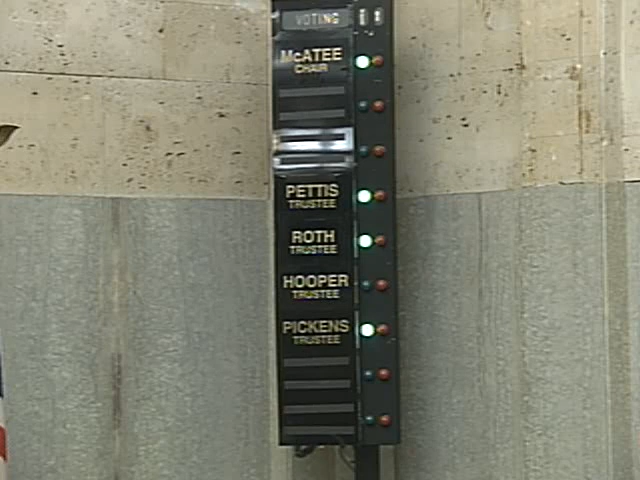 VOTING
McATEE
CHAIR
PETTIS
TRUSTEE
ROTH
TRUSTEE
HOOPER
TRUSTEE
PICKENS
TRUSTEE